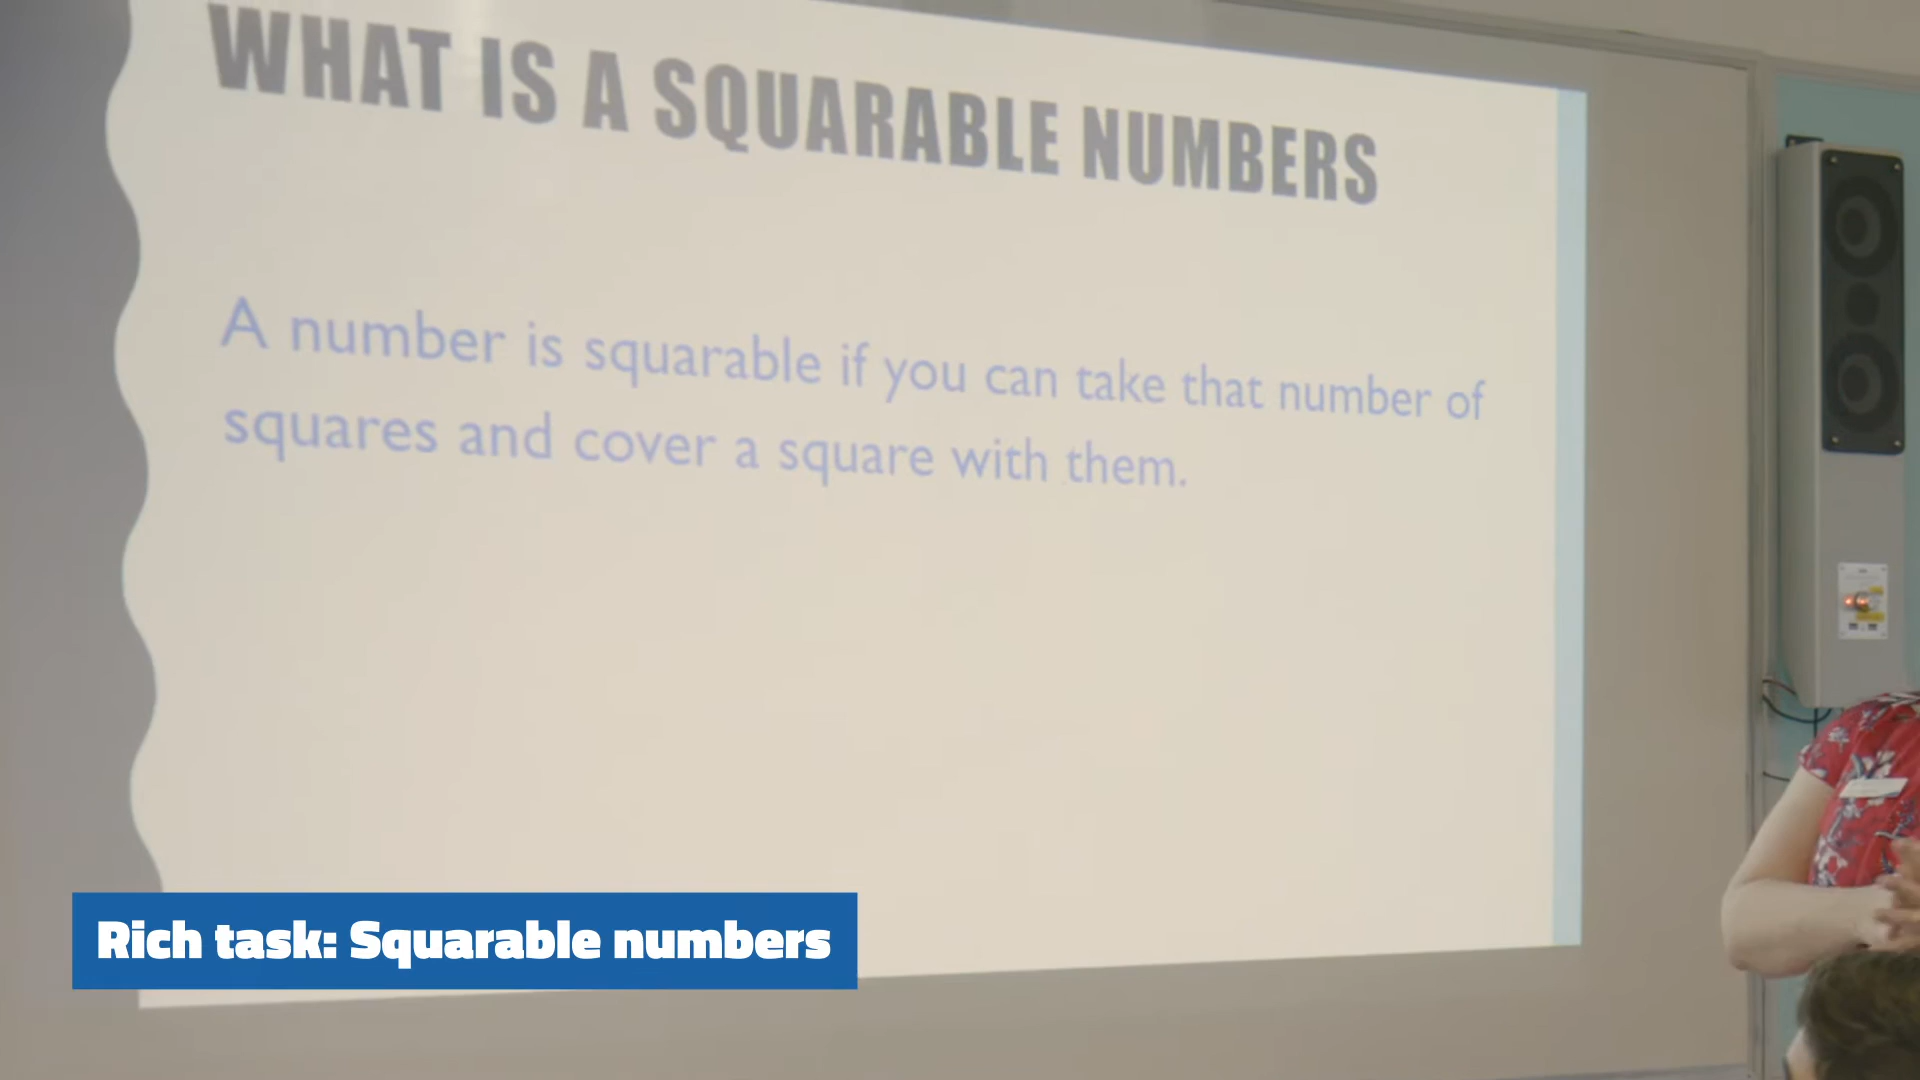 WHAT IS A SQUARABLE NUMBERS
A number is squarable if you can take that number of
squares and cover a square with them.
Rich task: Squarable numbers